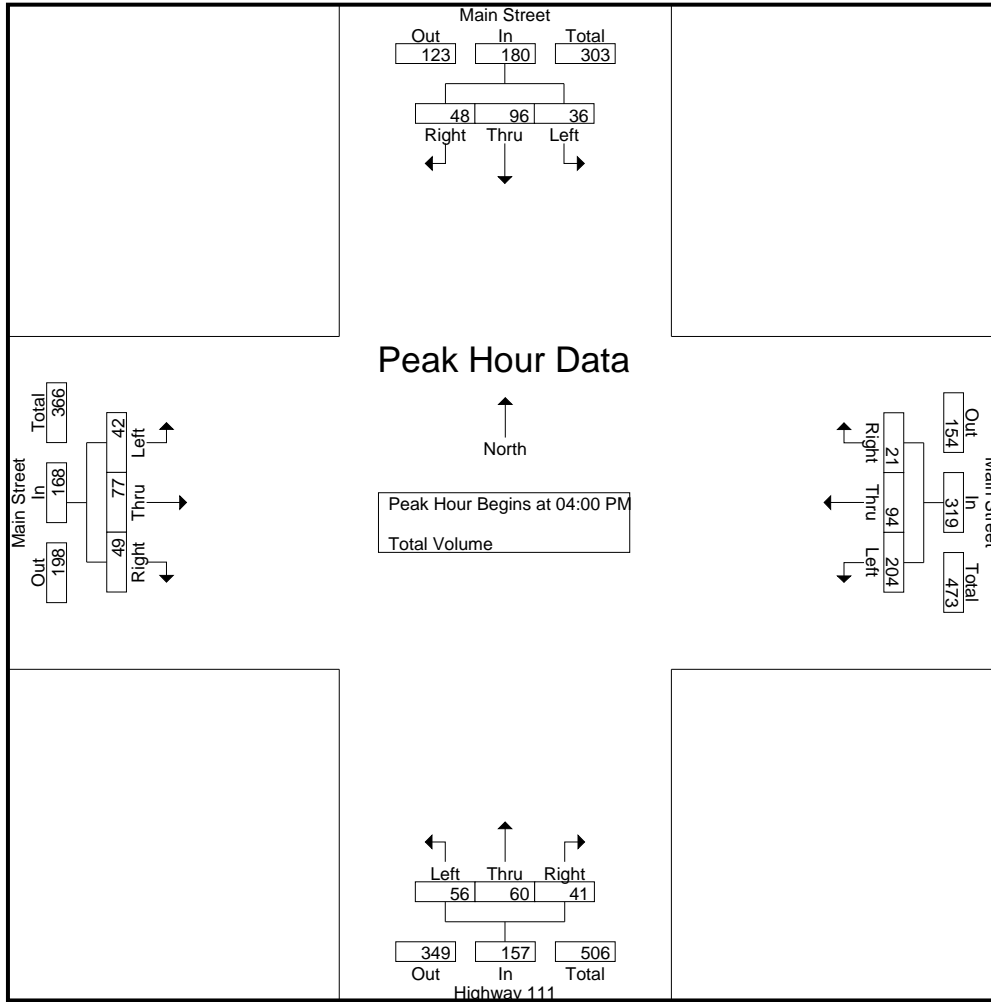 Main Street
Out In Total
123 180 303
48 96 36
Right Thru Left
Peak Hour Data
North
Peak Hour Begins at 04:00 PM
Total Volume
Main Street
Out In Total
198 168 366
42 77 49
Left Thru Right
Main Street
Out In Total
154 319 473
21 94 204
Right Thru Left
Left Thru Right
56 60 41
349 157 506
Out In Total
Highway 111